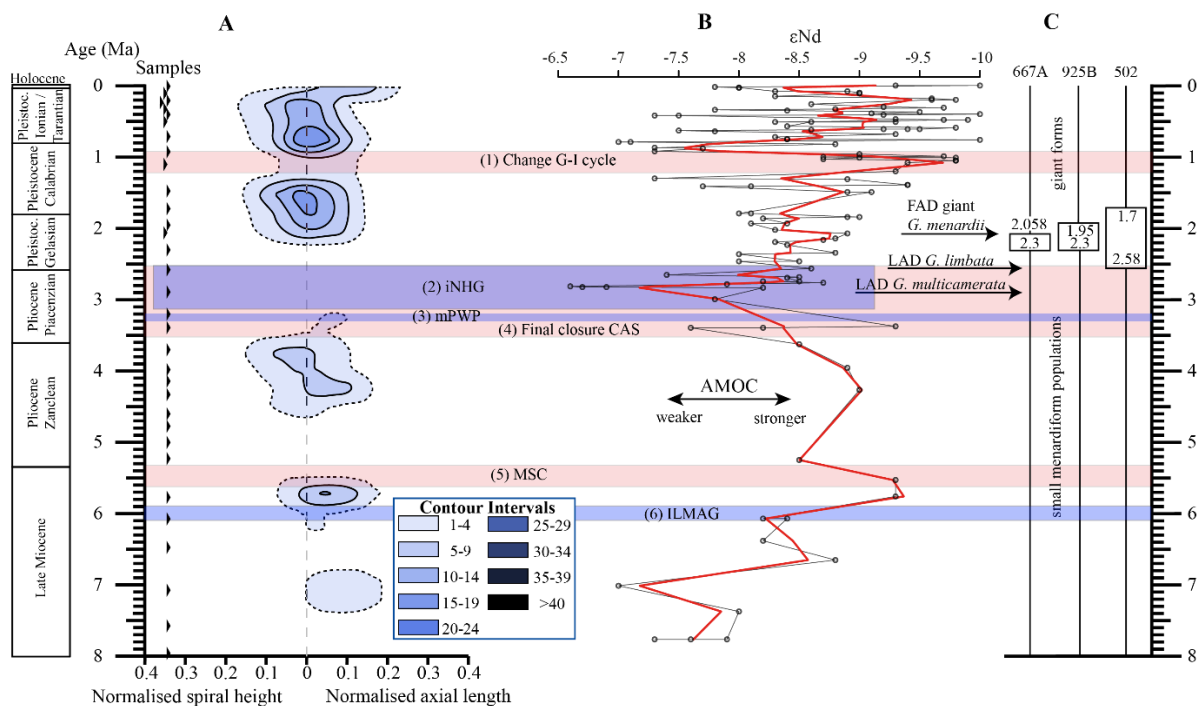 A
B
C
Age (Ma)
εNd
Samples
-6.5
-7
-7.5
-8
-8.5
-9
-9.5
-10
667A
925B
502
Holocene
Pleistoc.
Ionian /
Tarantian
Pleistocene
Calabrian
Pleistoc.
Gelasian
Pliocene
Piacenzian
Pliocene
Zanclean
Late Miocene
0
1
2
3
4
5
6
7
8
(1) Change G-I cycle
(2) iNHG
(3) mPWP
(4) Final closure CAS
(5) MSC
(6) ILMAG
AMOC
weaker
stronger
FAD giant
G. menardii
LAD G. limbata
LAD G. multicamerata
giant forms
small menardiform populations
2.058
2.3
1.95
2.3
1.7
2.58
0
1
2
3
4
5
6
7
8
Contour Intervals
1-4
5-9
10-14
15-19
20-24
25-29
30-34
35-39
>40
0.4
0.3
0.2
0.1
0
0.1
0.2
0.3
0.4
Normalised spiral height
Normalised axial length